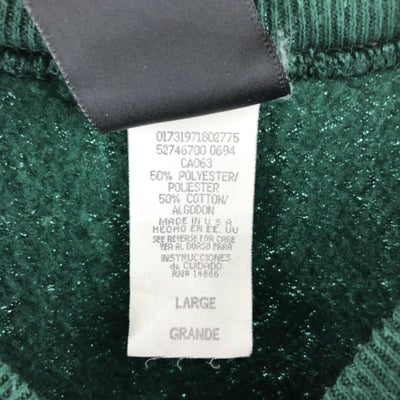 01731971802775
52746700 0694
CA063
50% POLYESTER/
POLIESTER
50% COTTON/
ALGODON
MADE IN U S A
HECHO EN EE. UU
SEE REVERSE FOR CARE
VER AL DORSO PARA
INSTRUCCIONES
de CUIDADO
RNº 14666
LARGE
GRANDE